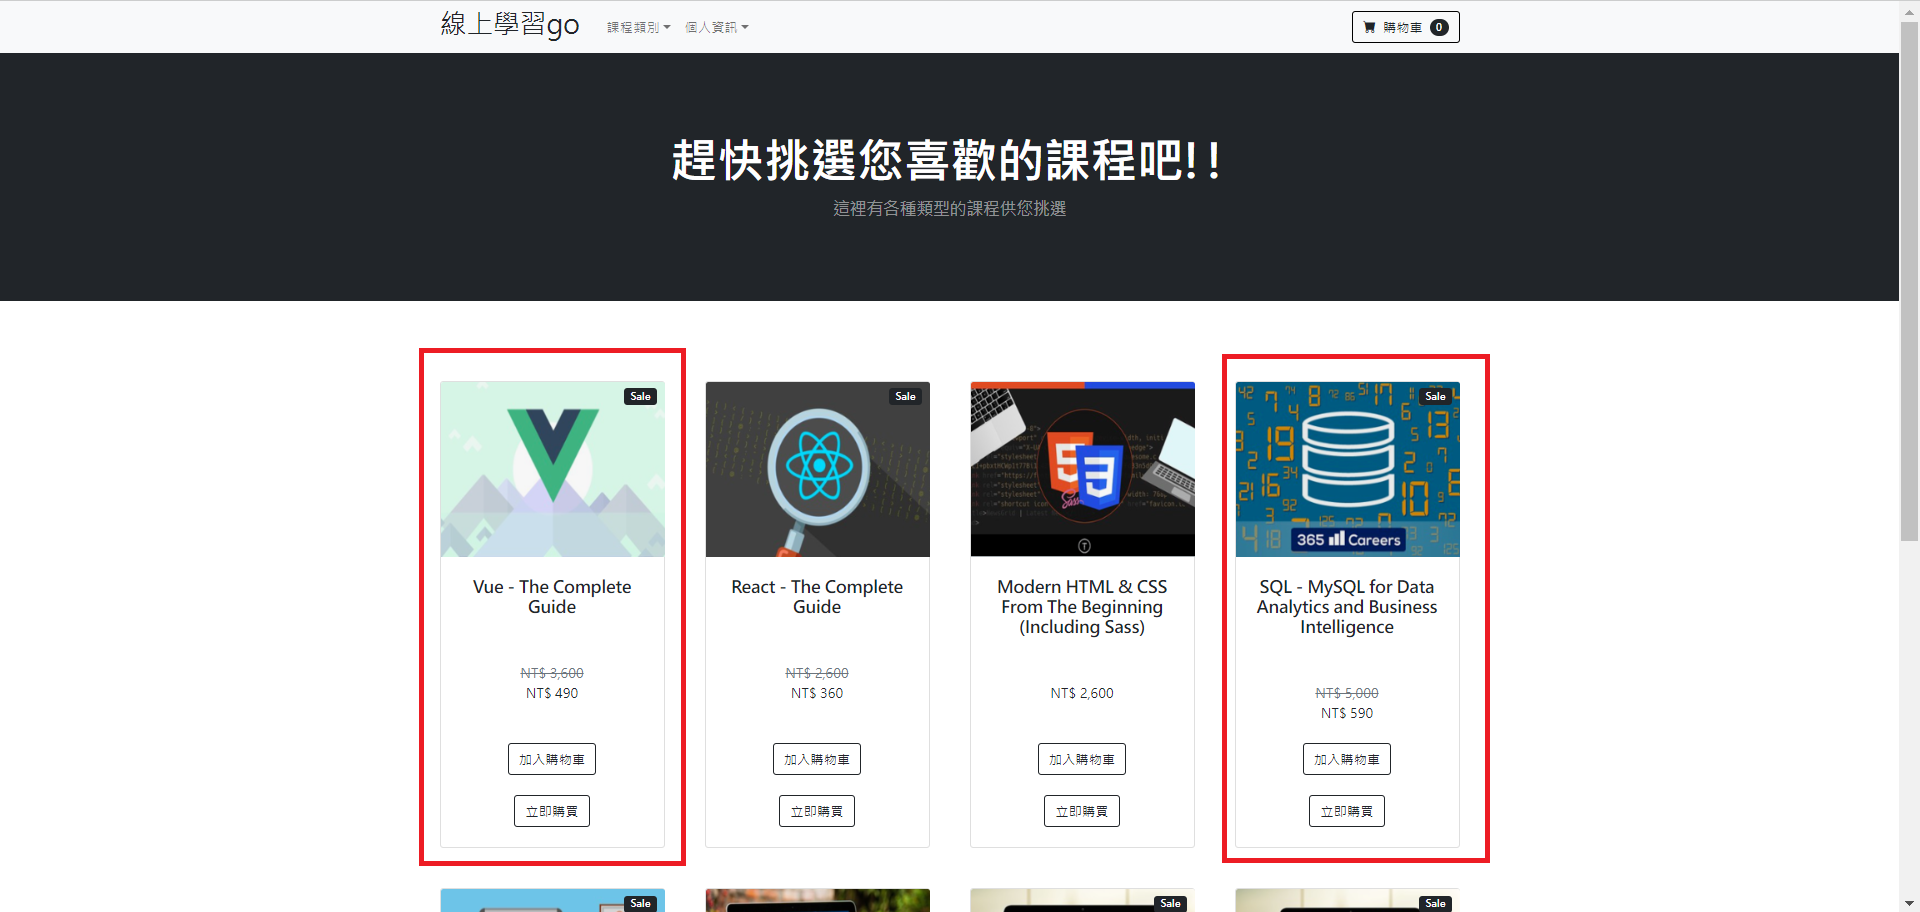 線上學習go
課程類別
個人資訊
購物車 0
趕快挑選您喜歡的課程吧!!
這裡有各種類型的課程供您挑選
Sale
Vue - The Complete
Guide
NT$ 3,600
NT$ 490
加入購物車
立即購買
Sale
React - The Complete
Guide
NT$ 2,600
NT$ 360
加入購物車
立即購買
Modern HTML & CSS
From The Beginning
(Including Sass)
NT$ 2,600
加入購物車
立即購買
Sale
365 Careers
SQL - MySQL for Data
Analytics and Business
Intelligence
NT$ 5,000
NT$ 590
加入購物車
立即購買
Sale
Sale
Sale